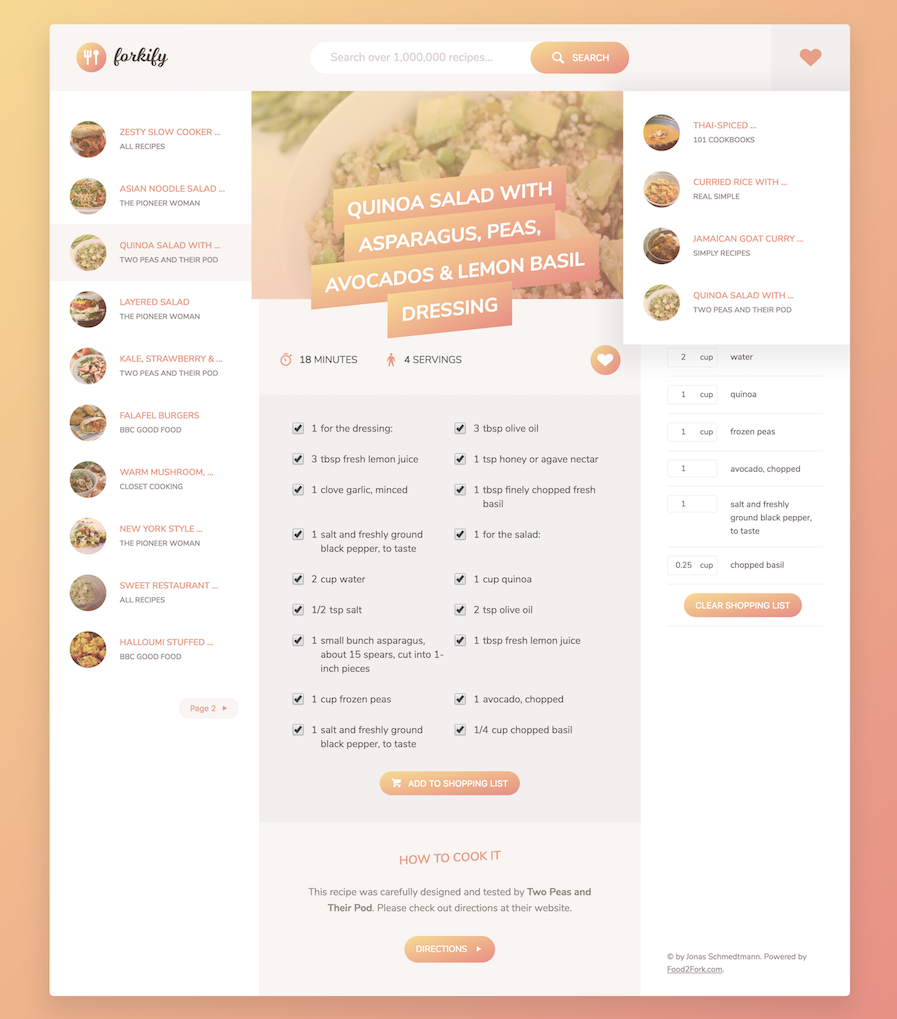 forkify
Search over 1,000,000 recipes...
SEARCH
ZESTY SLOW COOKER ...
ALL RECIPES
ASIAN NOODLE SALAD ...
THE PIONEER WOMAN
QUINOA SALAD WITH ...
TWO PEAS AND THEIR POD
LAYERED SALAD
THE PIONEER WOMAN
KALE, STRAWBERRY & ...
TWO PEAS AND THEIR POD
FALAFEL BURGERS
BBC GOOD FOOD
WARM MUSHROOM, ...
CLOSET COOKING
NEW YORK STYLE ...
THE PIONEER WOMAN
SWEET RESTAURANT ...
ALL RECIPES
HALLOUMI STUFFED ...
BBC GOOD FOOD
Page 2
QUINOA SALAD WITH
ASPARAGUS, PEAS,
AVOCADOS & LEMON BASIL
DRESSING
18 MINUTES
4 SERVINGS
1 for the dressing:
3 tbsp olive oil
3 tbsp fresh lemon juice
1 tsp honey or agave nectar
1 clove garlic, minced
1 tbsp finely chopped fresh
basil
1 salt and freshly ground
black pepper, to taste
1 for the salad:
2 cup water
1 cup quinoa
1/2 tsp salt
2 tsp olive oil
1 small bunch asparagus,
about 15 spears, cut into 1-
inch pieces
1 tbsp fresh lemon juice
1 cup frozen peas
1 avocado, chopped
1 salt and freshly ground
black pepper, to taste
1/4 cup chopped basil
ADD TO SHOPPING LIST
HOW TO COOK IT
This recipe was carefully designed and tested by Two Peas and
Their Pod. Please check out directions at their website.
DIRECTIONS
THAI-SPICED ...
101 COOKBOOKS
CURRIED RICE WITH ...
REAL SIMPLE
JAMAICAN GOAT CURRY ...
SIMPLY RECIPES
QUINOA SALAD WITH ...
TWO PEAS AND THEIR POD
2 cup water
1 cup quinoa
1 cup frozen peas
1 avocado, chopped
1 salt and freshly
ground black pepper,
to taste
0.25 cup chopped basil
CLEAR SHOPPING LIST
© by Jonas Schmedtmann. Powered by
Food2Fork.com.